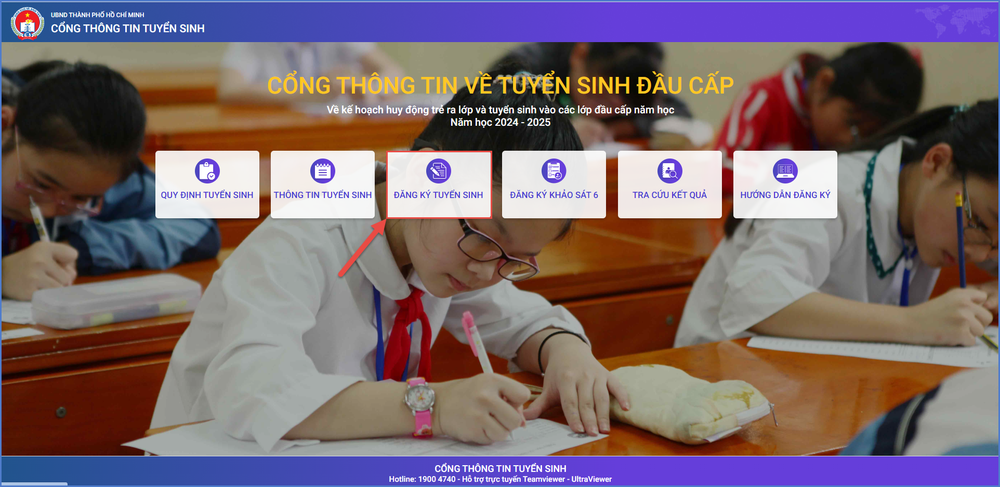 UBND THÀNH PHỐ HỒ CHÍ MINH
CỔNG THÔNG TIN TUYỂN SINH
CỔNG THÔNG TIN VỀ TUYỂN SINH ĐẦU CẤP
Về kế hoạch huy động trẻ ra lớp và tuyển sinh vào các lớp đầu cấp năm học
Năm học 2024 - 2025
QUY ĐỊNH TUYỂN SINH
THÔNG TIN TUYỂN SINH
ĐĂNG KÝ TUYỂN SINH
ĐĂNG KÝ KHẢO SÁT 6
TRA CỨU KẾT QUẢ
HƯỚNG DẪN ĐĂNG KÝ
CỔNG THÔNG TIN TUYỂN SINH
Hotline: 1900 4740 - Hỗ trợ trực tuyến Teamviewer - UltraViewer